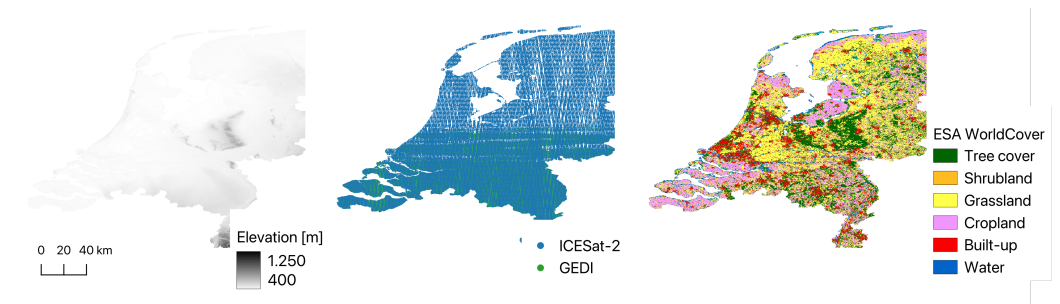 0 20 40 km
Elevation [m]
1.250
400
ICESat-2
GEDI
ESA WorldCover
Tree cover
Shrubland
Grassland
Cropland
Built-up
Water